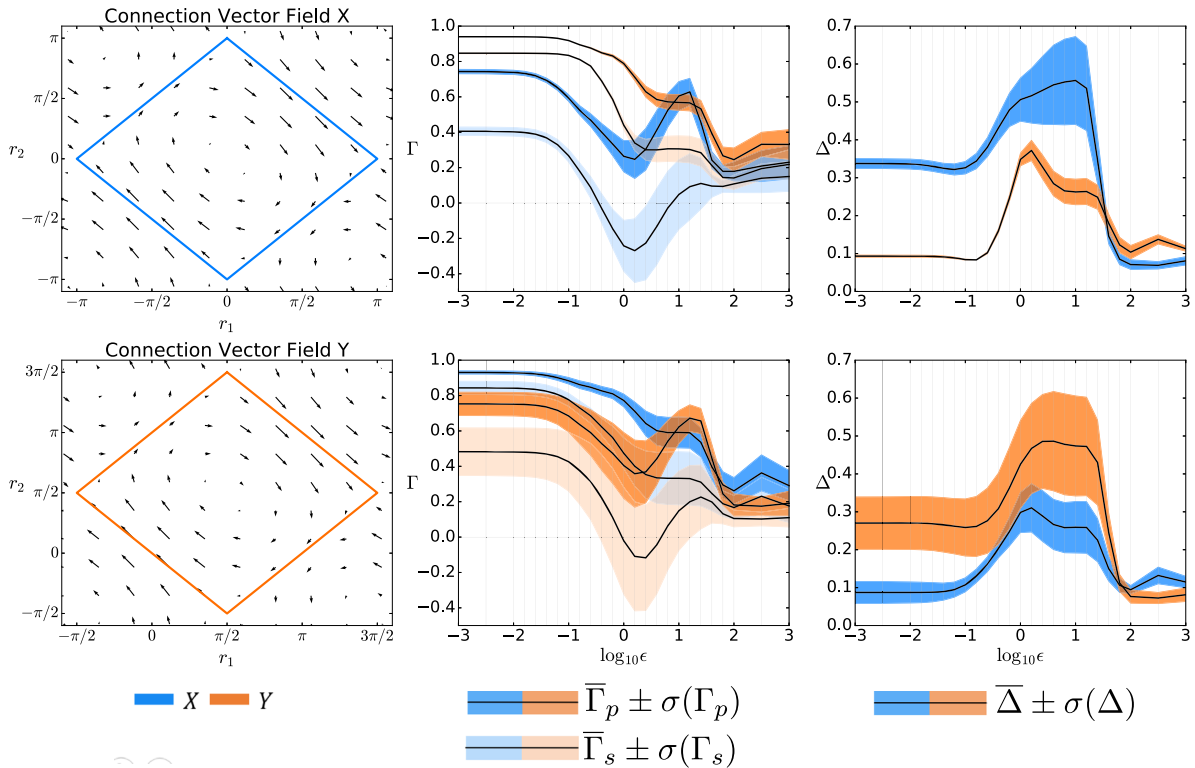 Connection Vector Field X
π
π/2
0
−π/2
−π
r₂
−π
−π/2
0
π/2
π
r₁
1.0
0.8
0.6
0.4
0.2
0.0
−0.2
−0.4
Γ
−3
−2
−1
0
1
2
3
0.7
0.6
0.5
0.4
0.3
0.2
0.1
0.0
Δ
−3
−2
−1
0
1
2
3
Connection Vector Field Y
3π/2
π
π/2
0
−π/2
r₂
−π/2
0
π/2
π
3π/2
r₁
1.0
0.8
0.6
0.4
0.2
0.0
0.2
0.4
Γ
−3
−2
−1
0
1
2
3
log₁₀ϵ
0.7
0.6
0.5
0.4
0.3
0.2
0.1
0.0
Δ
−3
−2
−1
0
1
2
3
log₁₀ϵ
X Y
Γ̅ₚ ± σ(Γₚ)
Γ̅ₛ ± σ(Γₛ)
Δ̅ ± σ(Δ)